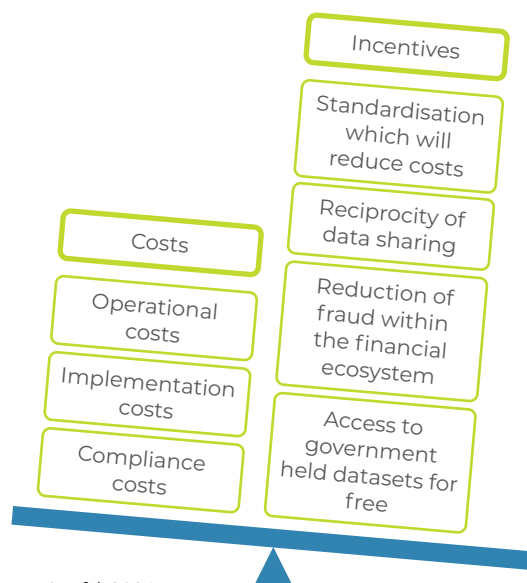 Incentives
Standardisation
which will
reduce costs
Reciprocity of
data sharing
Reduction of
fraud within
the financial
ecosystem
Access to
government
held datasets for
free
Costs
Operational
costs
Implementation
costs
Compliance
costs